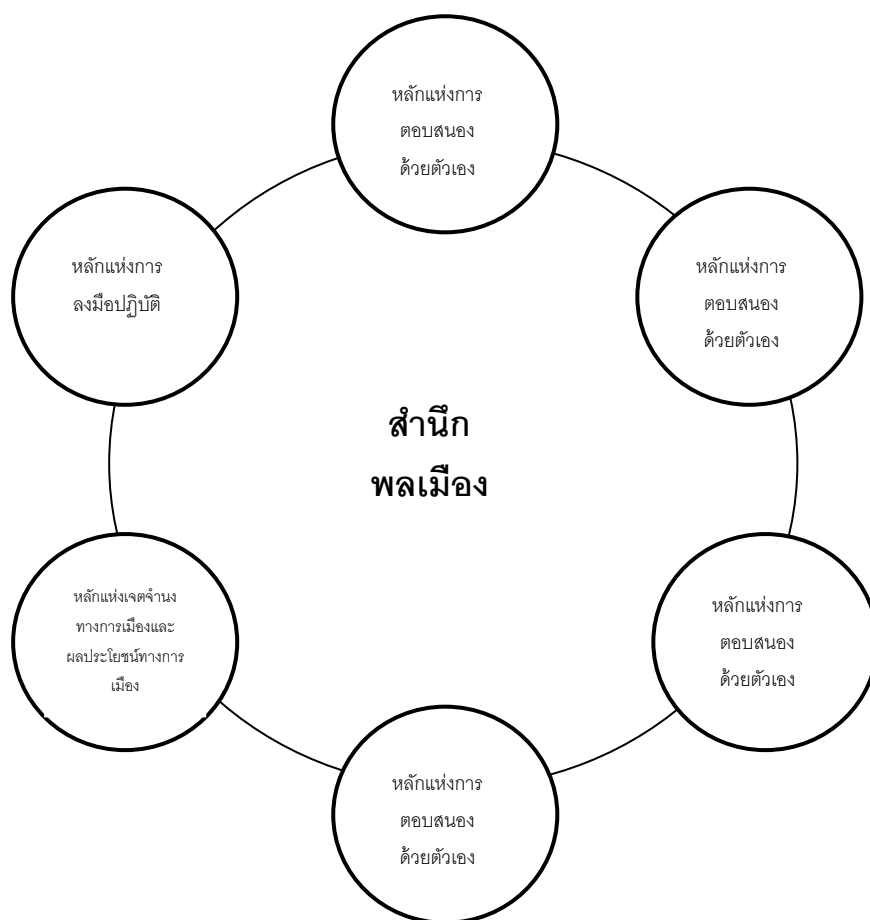 หลักแห่งการ
ตอบสนอง
ด้วยตัวเอง
หลักแห่งการ
ลงมือปฏิบัติ
หลักแห่งการ
ตอบสนอง
ด้วยตัวเอง
สำนึก
พลเมือง
หลักแห่งเจตจำนง
ทางการเมืองและ
ผลประโยชน์ทางการ
เมือง
หลักแห่งการ
ตอบสนอง
ด้วยตัวเอง
หลักแห่งการ
ตอบสนอง
ด้วยตัวเอง